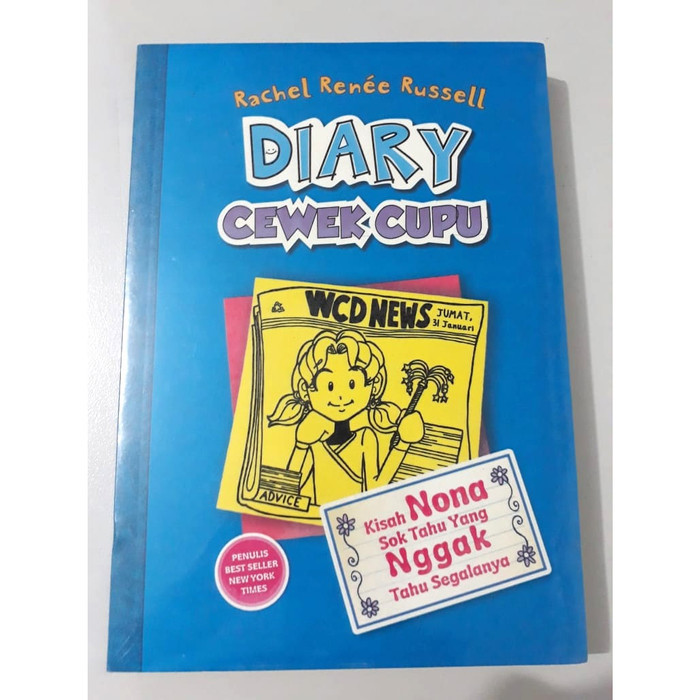 Rachel Renée Russell
DIARY
CEWEK CUPU
WCD NEWS
JUMAT,
31 Januari
ADVICE
Kisah Nona
Sok Tahu Yang
Nggak
Tahu Segalanya
PENULIS
BEST SELLER
NEW YORK
TIMES